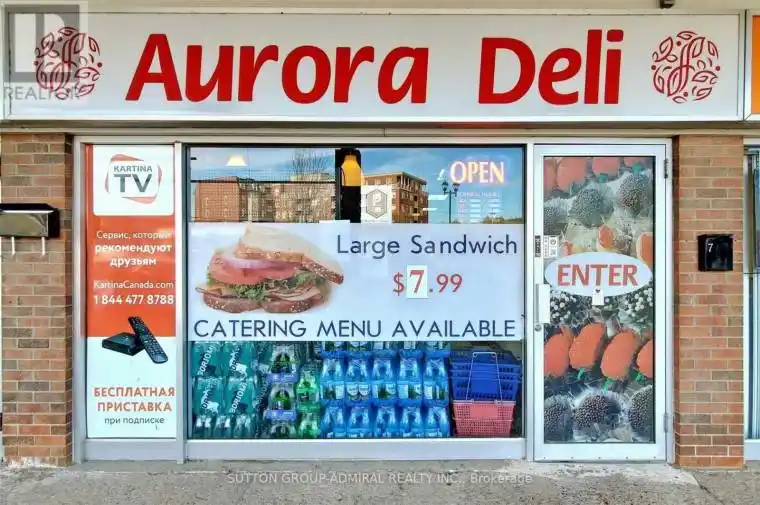 Aurora Deli
REALTOR
KARTINA
TV
Сервис, который
рекомендуют
друзьям
KartinaCanada.com
1 844 477 8788
БЕСПЛАТНАЯ
ПРИСТАВКА
при подписке
OPEN
Large Sandwich
$7.99
CATERING MENU AVAILABLE
ENTER
7
SUTTON GROUP-ADMIRAL REALTY INC., Brokerage